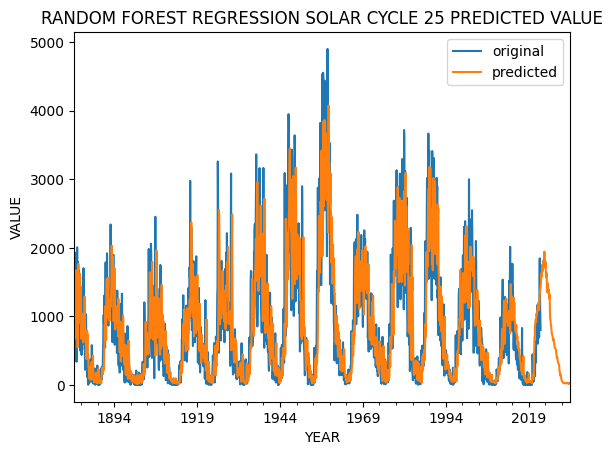 RANDOM FOREST REGRESSION SOLAR CYCLE 25 PREDICTED VALUE
original
predicted
5000
4000
3000
2000
1000
0
VALUE
1894
1919
1944
1969
1994
2019
YEAR